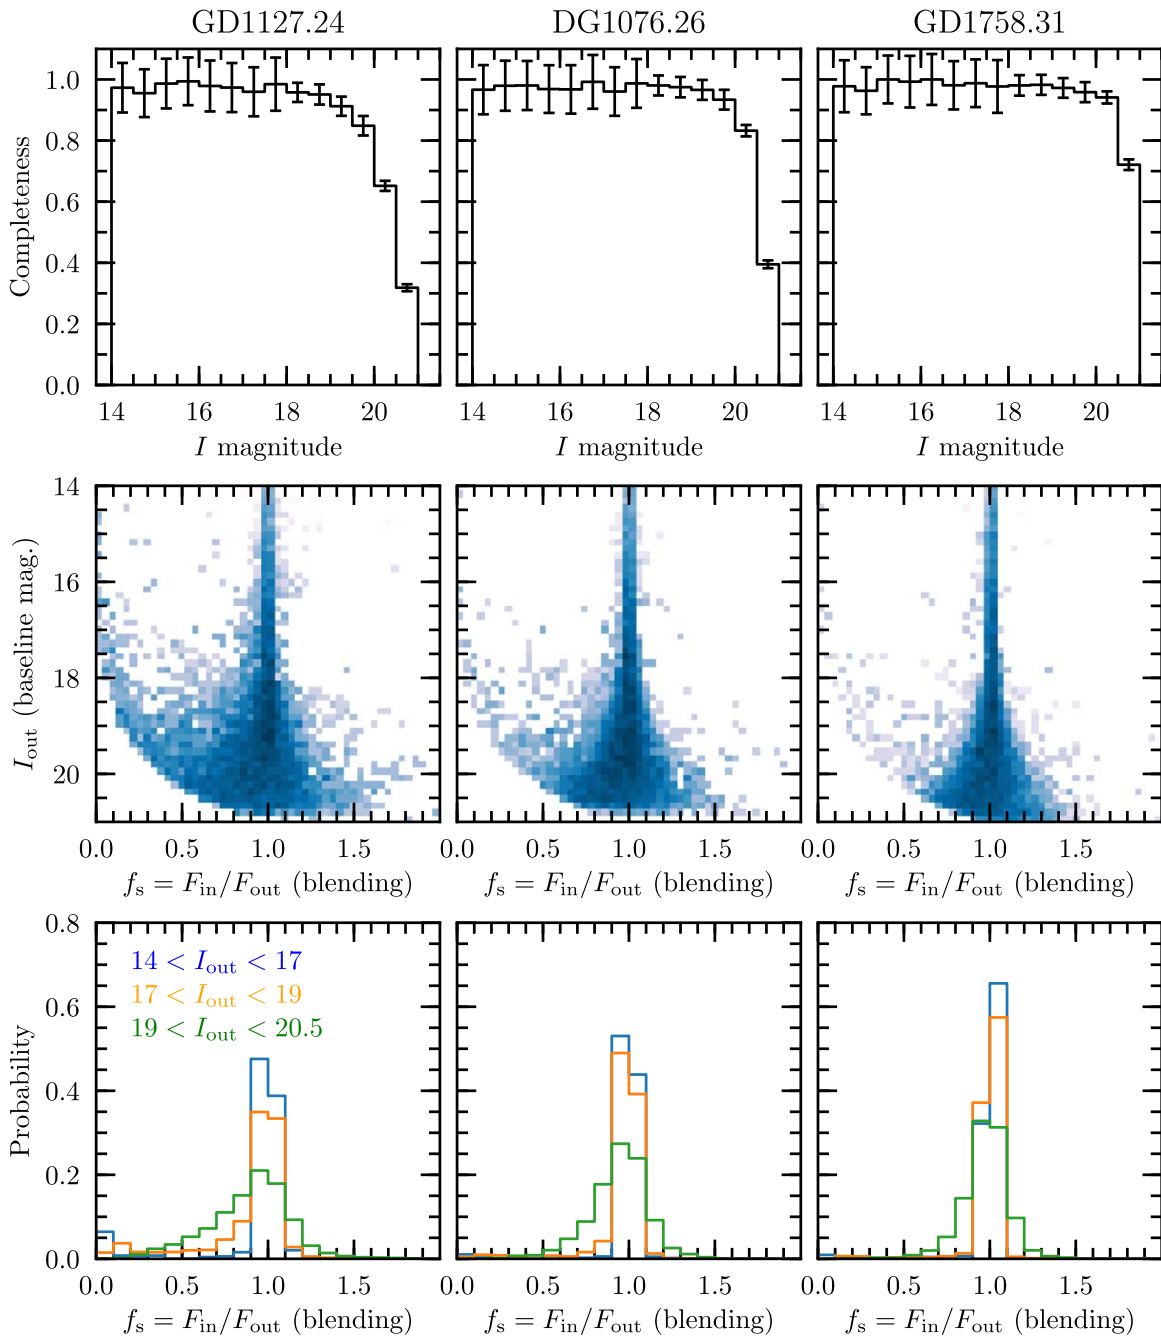 GD1127.24 DG1076.26 GD1758.31
Completeness
1.0
0.8
0.6
0.4
0.2
0.0
14 16 18 20 14 16 18 20 14 16 18 20
I magnitude I magnitude I magnitude
I_out (baseline mag.)
14
16
18
20
0.0 0.5 1.0 1.5 0.0 0.5 1.0 1.5 0.0 0.5 1.0 1.5
f_s = F_in/F_out (blending) f_s = F_in/F_out (blending) f_s = F_in/F_out (blending)
Probability
0.8
0.6
0.4
0.2
0.0
14 < I_out < 17
17 < I_out < 19
19 < I_out < 20.5
0.0 0.5 1.0 1.5 0.0 0.5 1.0 1.5 0.0 0.5 1.0 1.5
f_s = F_in/F_out (blending) f_s = F_in/F_out (blending) f_s = F_in/F_out (blending)